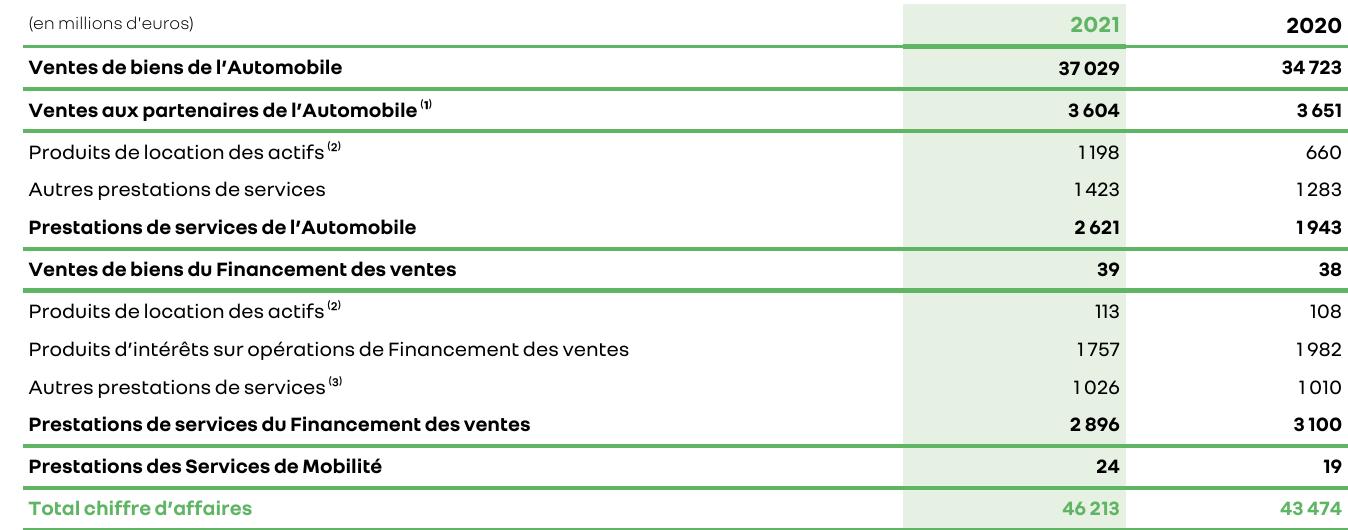 (en millions d'euros) 2021 2020
Ventes de biens de l'Automobile 37 029 34 723
Ventes aux partenaires de l'Automobile (1) 3 604 3 651
Produits de location des actifs (2) 1 198 660
Autres prestations de services 1 423 1 283
Prestations de services de l'Automobile 2 621 1 943
Ventes de biens du Financement des ventes 39 38
Produits de location des actifs (2) 113 108
Produits d'intérêts sur opérations de Financement des ventes 1 757 1 982
Autres prestations de services (3) 1 026 1 010
Prestations de services du Financement des ventes 2 896 3 100
Prestations des Services de Mobilité 24 19
Total chiffre d'affaires 46 213 43 474